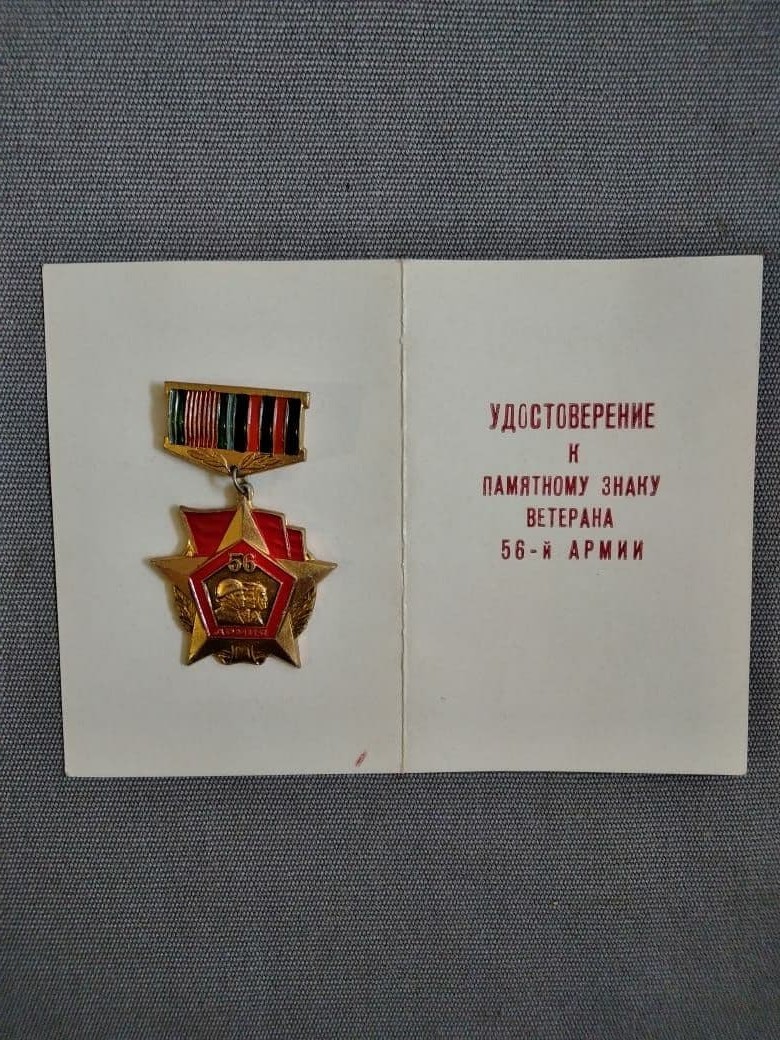 56
УДОСТОВЕРЕНИЕ
К
ПАМЯТНОМУ ЗНАКУ
ВЕТЕРАНА
56-й АРМИИ